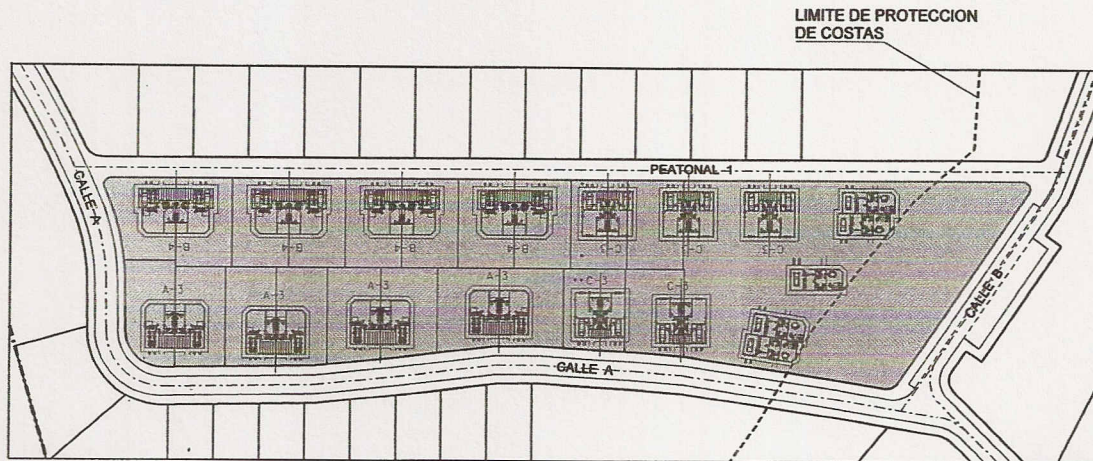 LIMITE DE PROTECCION
DE COSTAS
PEATONAL 1
CALLE A
B-4
B-4
B-4
B-4
C-3
C-3
C-3
A-3
A-3
A-3
A-3
C-3
C-3
CALLE B
CALLE A